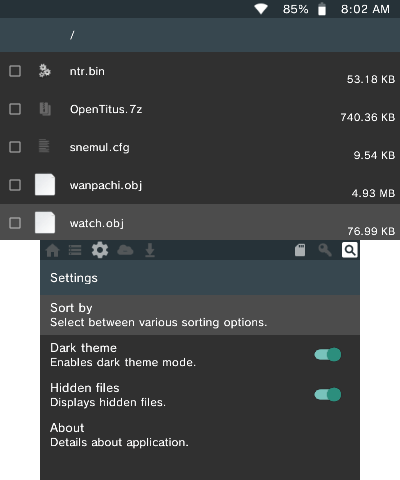 85% 8:02 AM
/
ntr.bin
53.18 KB
OpenTitus.7z
740.36 KB
snemul.cfg
9.54 KB
wanpachi.obj
4.93 MB
watch.obj
76.99 KB
Settings
Sort by
Select between various sorting options.
Dark theme
Enables dark theme mode.
Hidden files
Displays hidden files.
About
Details about application.